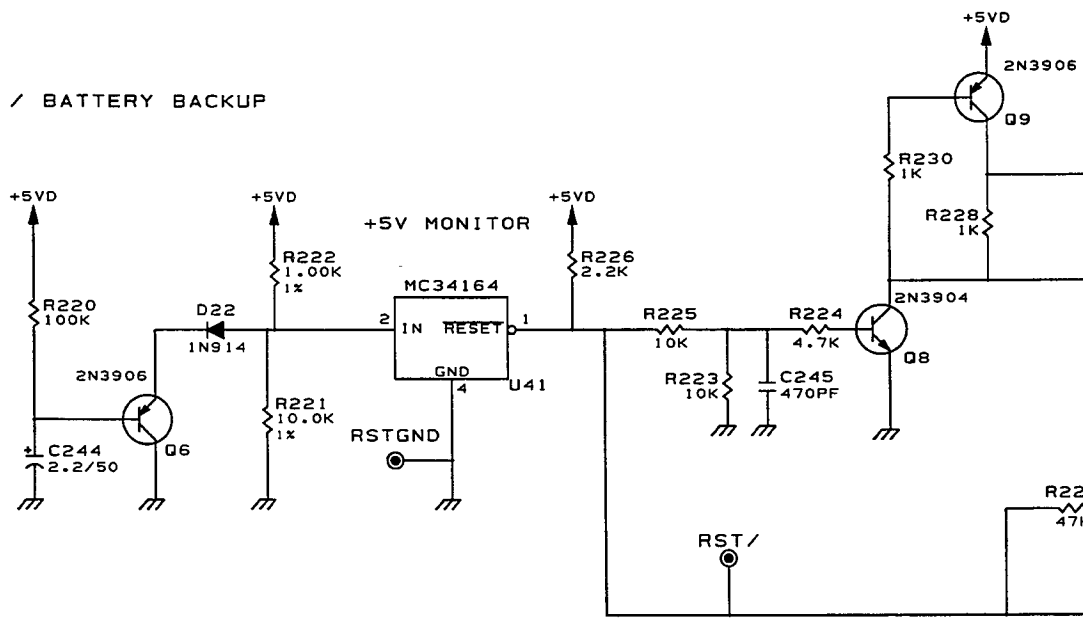 / BATTERY BACKUP
+5VD
2N3906
Q9
R230
1K
R228
1K
+5VD
R220
100K
2N3906
Q6
C244
+
2.2/50
D22
1N914
+5VD
R222
1.00K
1%
R221
10.0K
1%
+5V MONITOR
MC34164
2
IN
RESET
1
GND
4
U41
RSTGND
+5VD
R226
2.2K
R225
10K
R223
10K
C245
470PF
R224
4.7K
2N3904
Q8
RST/
R22
47K